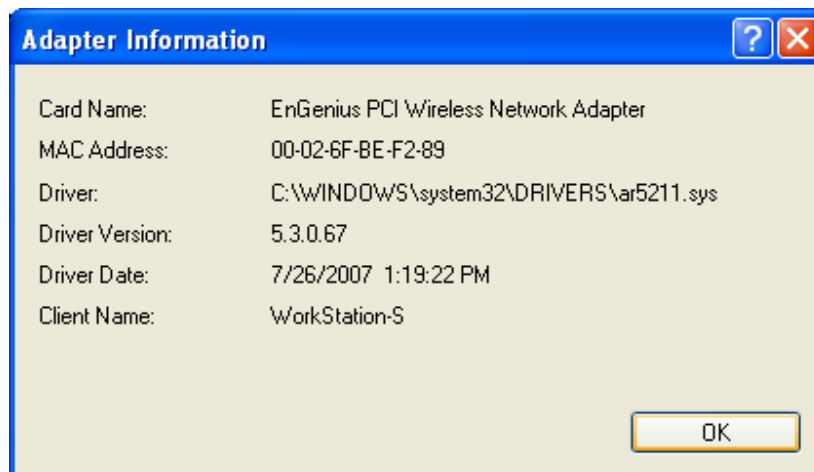 Adapter Information
Card Name: EnGenius PCI Wireless Network Adapter
MAC Address: 00-02-6F-BE-F2-89
Driver: C:\WINDOWS\system32\DRIVERS\ar5211.sys
Driver Version: 5.3.0.67
Driver Date: 7/26/2007 1:19:22 PM
Client Name: WorkStation-S
OK